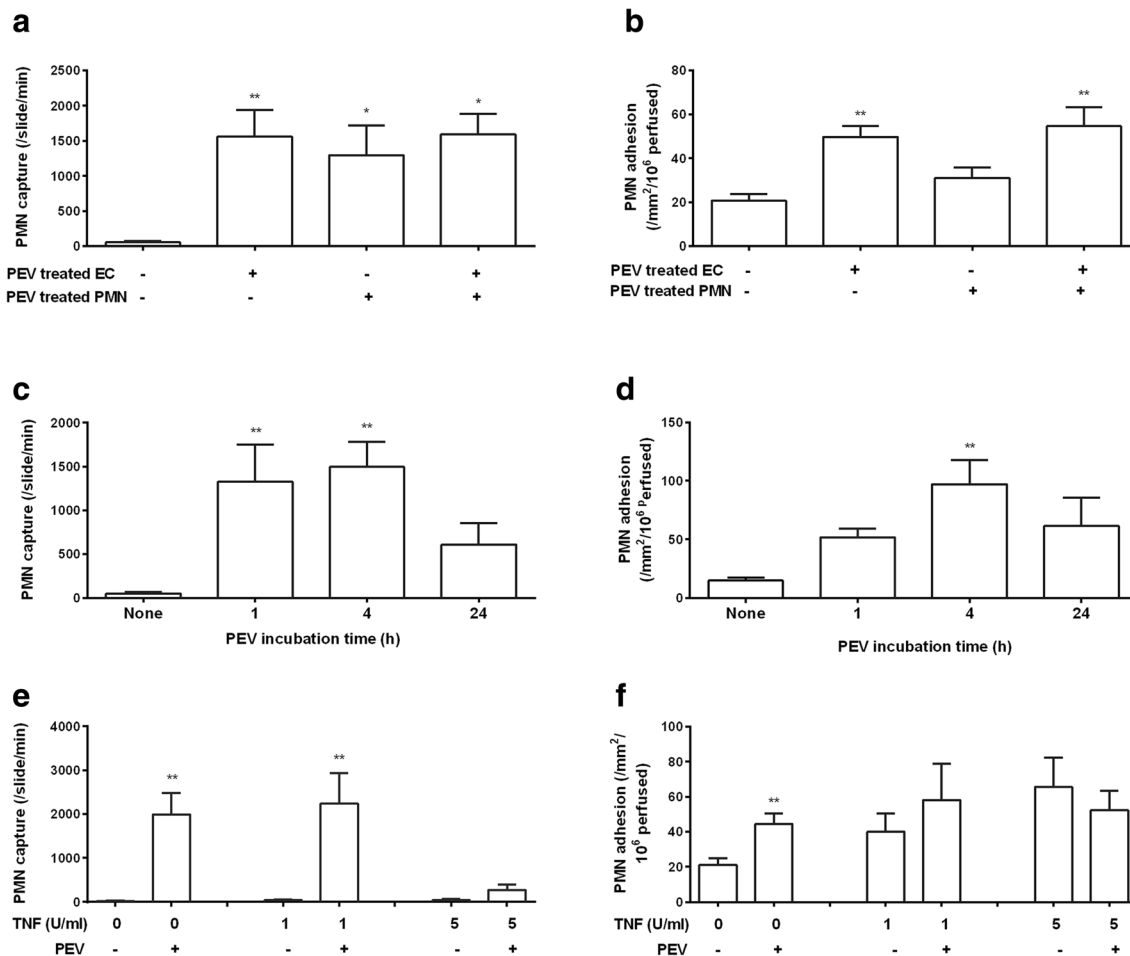 a
PMN capture (/slide/min)
2500
2000
1500
1000
500
0
** * *
PEV treated EC - + - +
PEV treated PMN - - + +
b
PMN adhesion
(/mm²/10⁶ perfused)
80
60
40
20
0
** **
PEV treated EC - + - +
PEV treated PMN - - + +
c
PMN capture (/slide/min)
2000
1500
1000
500
0
** **
None 1 4 24
PEV incubation time (h)
d
PMN adhesion
(/mm²/10⁶ perfused)
150
100
50
0
**
None 1 4 24
PEV incubation time (h)
e
PMN capture (/slide/min)
4000
3000
2000
1000
0
** **
TNF (U/ml) 0 0 1 1 5 5
PEV - + - + - +
f
PMN adhesion (/mm²/
10⁶ perfused)
100
80
60
40
20
0
**
TNF (U/ml) 0 0 1 1 5 5
PEV - + - + - +